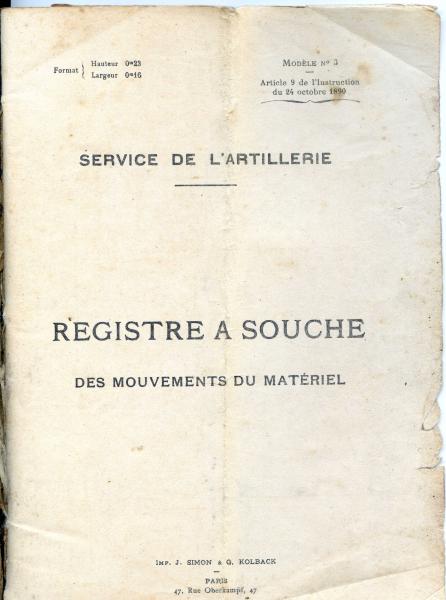 Format { Hauteur 0ᵐ23
Largeur 0ᵐ16
MODÈLE Nº 3
Article 9 de l'Instruction
du 24 octobre 1890
SERVICE DE L'ARTILLERIE
REGISTRE A SOUCHE
DES MOUVEMENTS DU MATÉRIEL
IMP. J. SIMON & G. KOLBACK
PARIS
47, Rue Oberkampf, 47